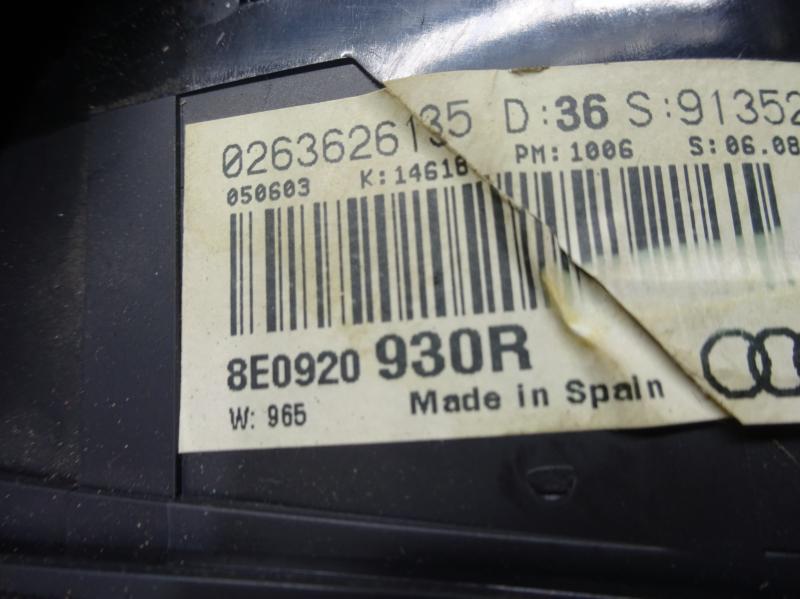 0263626135 D:36 S:91352
050603 K:14618 PM:1006 S:06.08
8E0920 930R
W: 965 Made in Spain